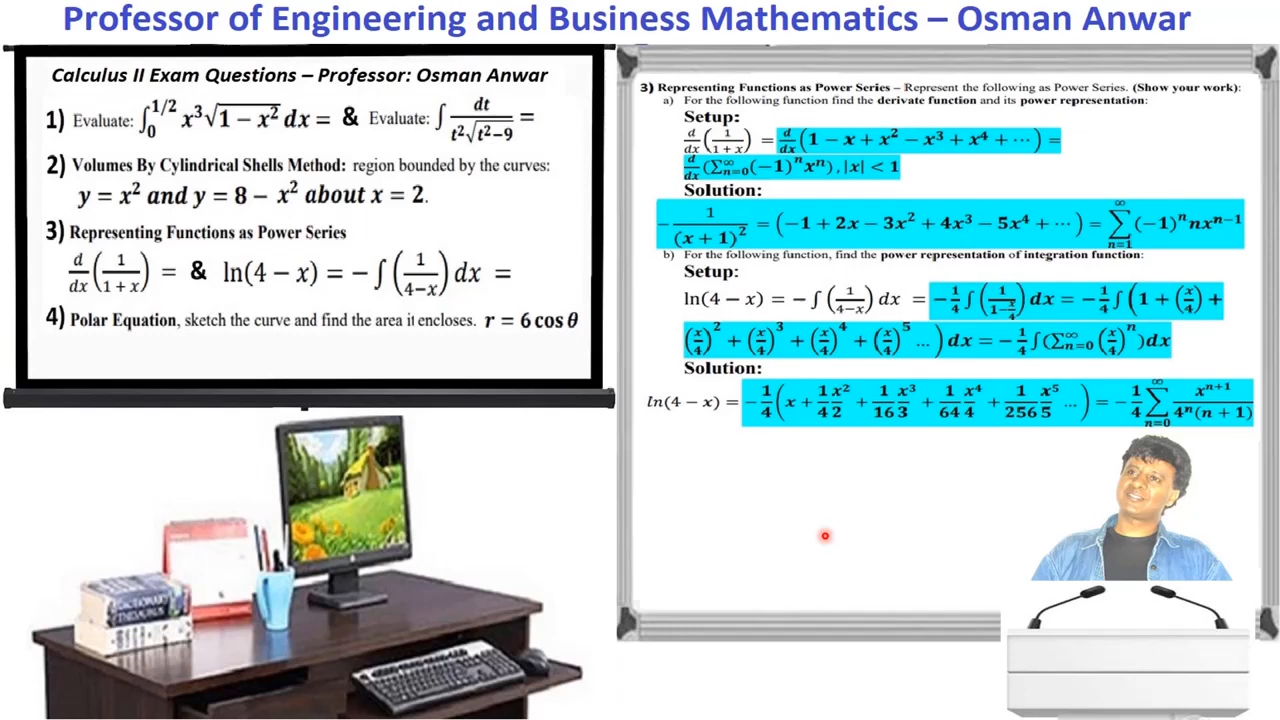 Professor of Engineering and Business Mathematics – Osman Anwar
Calculus II Exam Questions – Professor: Osman Anwar
1) Evaluate: ∫₀^{1/2} x³√(1 − x²) dx = & Evaluate: ∫ dt/(t²√(t²−9)) =
2) Volumes By Cylindrical Shells Method: region bounded by the curves:
y = x² and y = 8 − x² about x = 2.
3) Representing Functions as Power Series
d/dx (1/(1 + x)) = & ln(4 − x) = − ∫ (1/(4−x)) dx =
4) Polar Equation, sketch the curve and find the area it encloses. r = 6 cos θ
3) Representing Functions as Power Series – Represent the following as Power Series. (Show your work):
a) For the following function find the derivate function and its power representation:
Setup:
d/dx (1/(1 + x)) = d/dx (1 − x + x² − x³ + x⁴ + ⋯) =
d/dx (∑_{n=0}^∞ (−1)ⁿxⁿ), |x| < 1
Solution
− 1/(x + 1)² = (−1 + 2x − 3x² + 4x³ − 5x⁴ + ⋯) = ∑_{n=1}^∞ (−1)ⁿ nxⁿ⁻¹
b) For the following function, find the power representation of integration function:
Setup:
ln(4 − x) = − ∫ (1/(4−x)) dx = −1/4 ∫ (1/(1−x/4)) dx = −1/4 ∫ (1 + (x/4) +
(x/4)² + (x/4)³ + (x/4)⁴ + (x/4)⁵ … ) dx = −1/4 ∫(∑_{n=0}^∞ (x/4)ⁿ)dx
Solution:
ln(4 − x) = −1/4 (x + 1/4 x²/2 + 1/16 x³/3 + 1/64 x⁴/4 + 1/256 x⁵/5 … ) = −1/4 ∑_{n=0}^∞ xⁿ⁺¹/(4ⁿ(n + 1))
DICTIONARY
THESAURUS